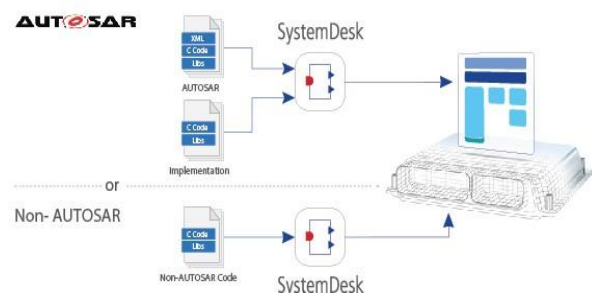 AUTOSAR
SystemDesk
XML
C Code
Libs
AUTOSAR
C Code
Libs
Implementation
or
Non- AUTOSAR
C Code
Libs
Non-AUTOSAR Code
SystemDesk